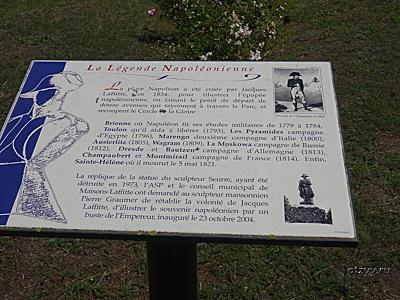 La Légende Napoléonienne
La place Napoléon a été créée par Jacques
Laffitte, en 1834, pour illustrer l'épopée
napoléonienne, en faisant le point de départ de
douze avenues qui rayonnent à travers le Parc, et
recoupent le Cercle de la Gloire :
Brienne où Napoléon fit ses études militaires de 1779 à 1784,
Toulon qu'il aida à libérer (1793), Les Pyramides campagne
d'Egypte (1796), Marengo deuxième campagne d'Italie (1800),
Austerlitz (1805), Wagram (1809), La Moskowa campagne de Russie
(1812), Dresde et Bautzen campagne d'Allemagne (1813),
Champaubert et Montmirail campagne de France (1814). Enfin,
Sainte-Hélène où il mourut le 5 mai 1821.
La réplique de la statue du sculpteur Seurre, ayant été
détruite en 1973, l'ASP et le conseil municipal de
Maisons-Laffitte ont demandé au sculpteur mansonnien
Pierre Graumer de rétablir la volonté de Jacques
Laffitte, d'illustrer le souvenir napoléonien par un
buste de l'Empereur, inauguré le 23 octobre 2004.